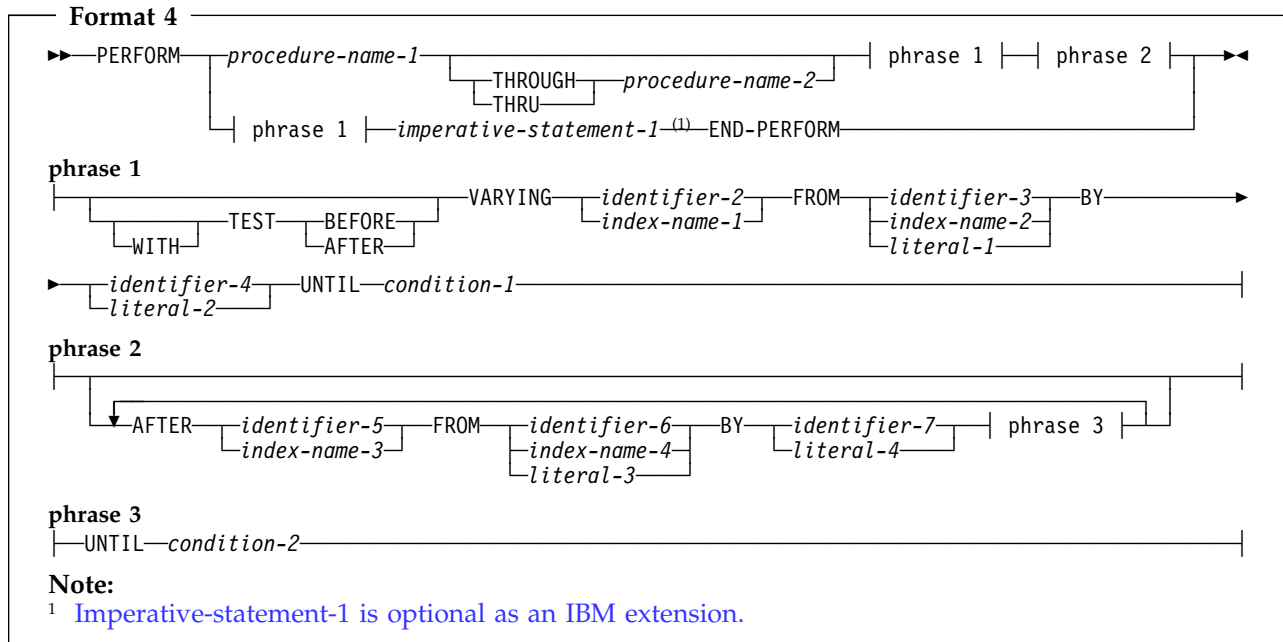 Format 4
PERFORM procedure-name-1 phrase 1 phrase 2
THROUGH procedure-name-2
THRU
phrase 1 imperative-statement-1 (1) END-PERFORM
phrase 1
VARYING identifier-2 FROM identifier-3 BY
TEST BEFORE index-name-1 index-name-2
WITH AFTER literal-1
identifier-4 UNTIL condition-1
literal-2
phrase 2
AFTER identifier-5 FROM identifier-6 BY identifier-7 phrase 3
index-name-3 index-name-4 literal-4
literal-3
phrase 3
UNTIL condition-2
Note:
1 Imperative-statement-1 is optional as an IBM extension.